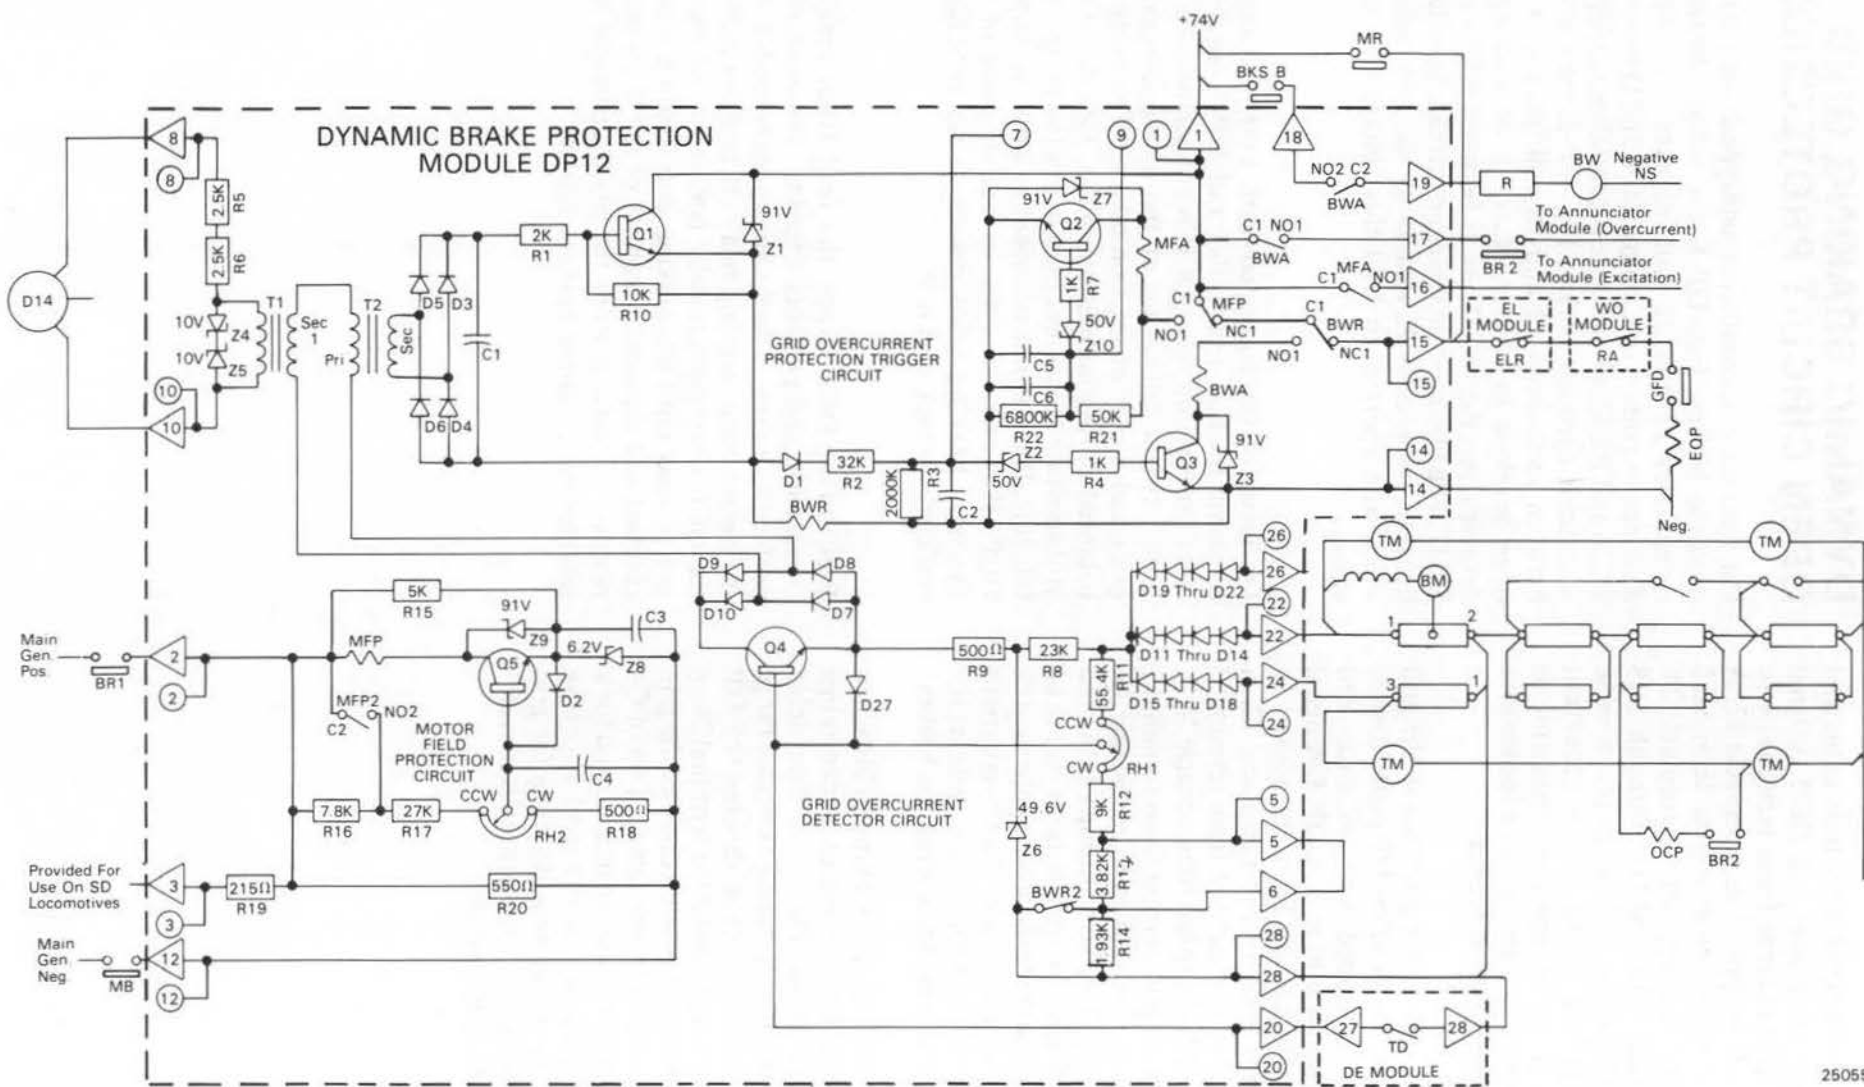 +74V
MR
BKS B
DYNAMIC BRAKE PROTECTION
MODULE DP12
8
8
7
9
1
1
18
NO2 C2
BWA
19
R
BW
Negative
NS
2.5K
R5
2.5K
R6
D14
10V
Z4
10V
Z5
10
10
T1
Sec
1
Pri
T2
Sec
D5
D3
D6
D4
C1
2K
R1
Q1
91V
Z1
10K
R10
GRID OVERCURRENT
PROTECTION TRIGGER
CIRCUIT
91V
Z7
Q2
1K
R7
50V
Z10
MFA
C5
C6
6800K
R22
50K
R21
C1 NO1
BWA
17
BR 2
To Annunciator
Module (Overcurrent)
C1
MFA
NO1
16
To Annunciator
Module (Excitation)
C1
MFP
NO1
NC1
C1
BWR
NO1
NC1
15
15
EL
MODULE
ELR
WO
MODULE
RA
GFD
EQP
Neg.
BWA
D1
32K
R2
2000K
R3
C2
50V
Z2
1K
R4
Q3
91V
Z3
14
14
BWR
5K
R15
MFP
91V
Z9
6.2V
Z8
C3
Q5
D2
Main
Gen.
Pos.
BR1
2
2
MFP2
C2
NO2
MOTOR
FIELD
PROTECTION
CIRCUIT
C4
CCW
CW
RH2
7.8K
R16
27K
R17
500Ω
R18
Provided For
Use On SD
Locomotives
3
3
215Ω
R19
550Ω
R20
Main
Gen.
Neg.
MB
12
12
D9
D8
D10
D7
Q4
D27
GRID OVERCURRENT
DETECTOR CIRCUIT
500Ω
R9
23K
R8
55.4K
R11
CCW
CW
RH1
9K
R12
3.82K
R13
1.93K
R14
49.6V
Z6
BWR2
D19 Thru D22
D11 Thru D14
D15 Thru D18
26
26
22
22
24
24
5
5
6
28
28
20
20
27
TD
28
DE MODULE
TM
TM
BM
1
2
3
1
TM
TM
OCP
BR2
25055